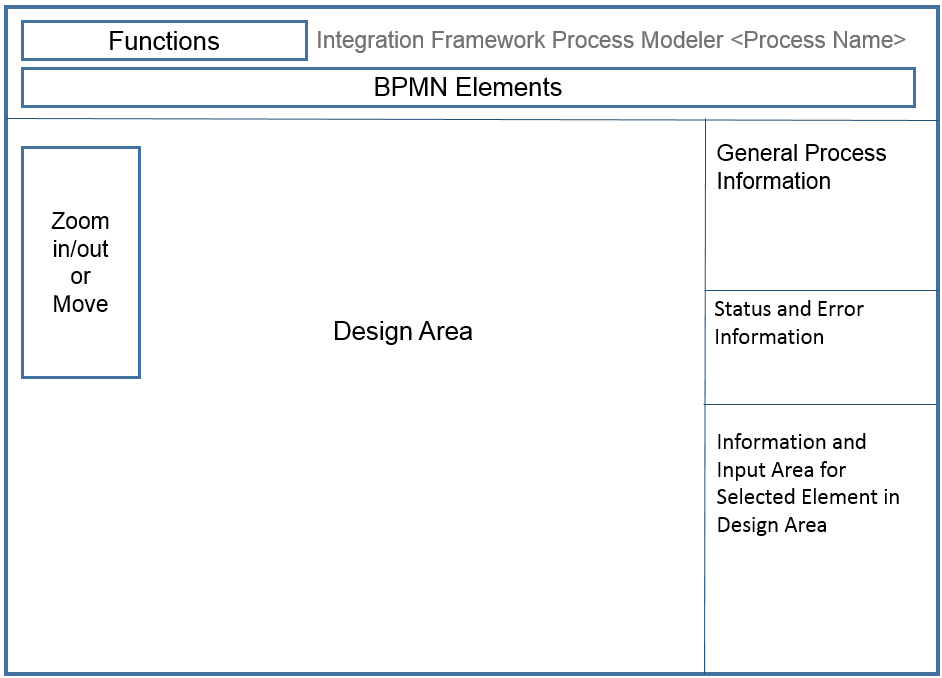 Functions
Integration Framework Process Modeler <Process Name>
BPMN Elements
Zoom
in/out
or
Move
Design Area
General Process
Information
Status and Error
Information
Information and
Input Area for
Selected Element in
Design Area